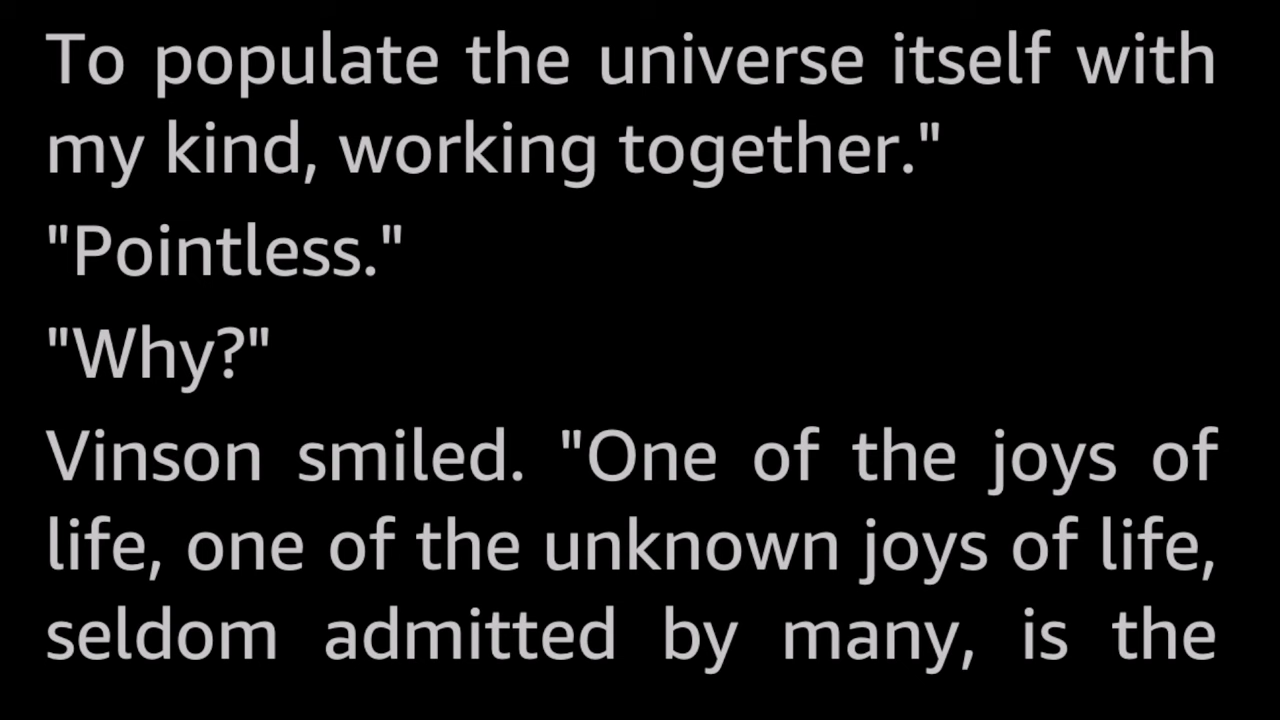 To populate the universe itself with
my kind, working together."
"Pointless."
"Why?"
Vinson smiled. "One of the joys of
life, one of the unknown joys of life,
seldom admitted by many, is the